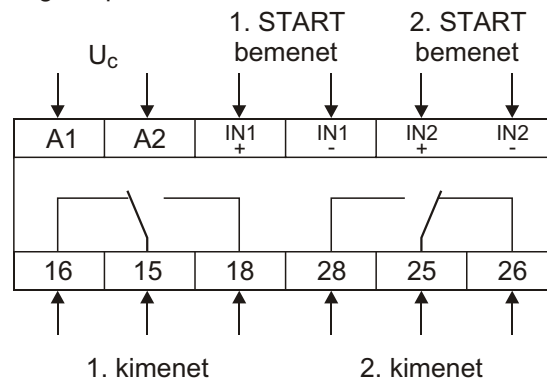 1. START 2. START
U꜀ bemenet bemenet
A1 A2 IN1 + IN1 - IN2 + IN2 -
16 15 18 28 25 26
1. kimenet 2. kimenet